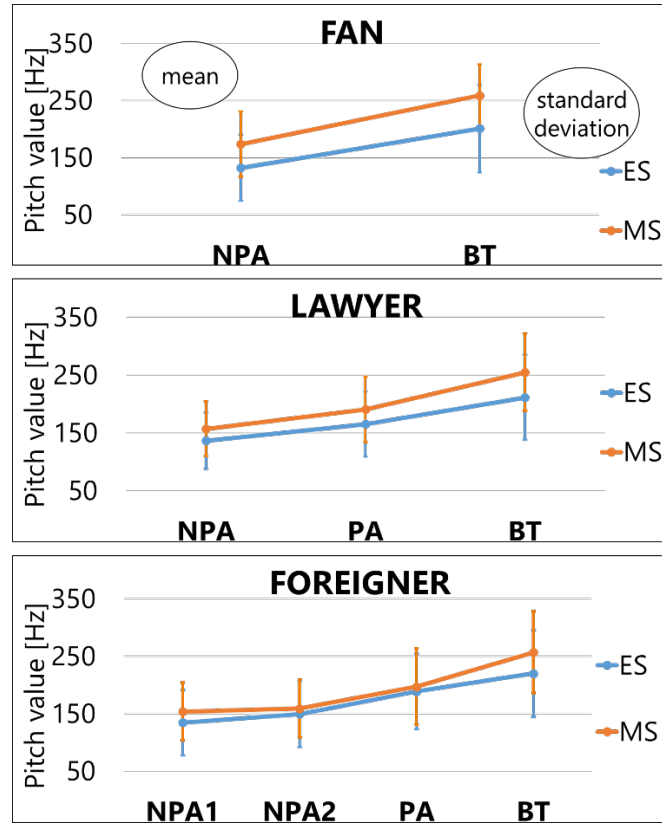 FAN
Pitch value [Hz]
350
250
150
50
mean
standard
deviation
ES
MS
NPA BT
LAWYER
Pitch value [Hz]
350
250
150
50
ES
MS
NPA PA BT
FOREIGNER
Pitch value [Hz]
350
250
150
50
ES
MS
NPA1 NPA2 PA BT